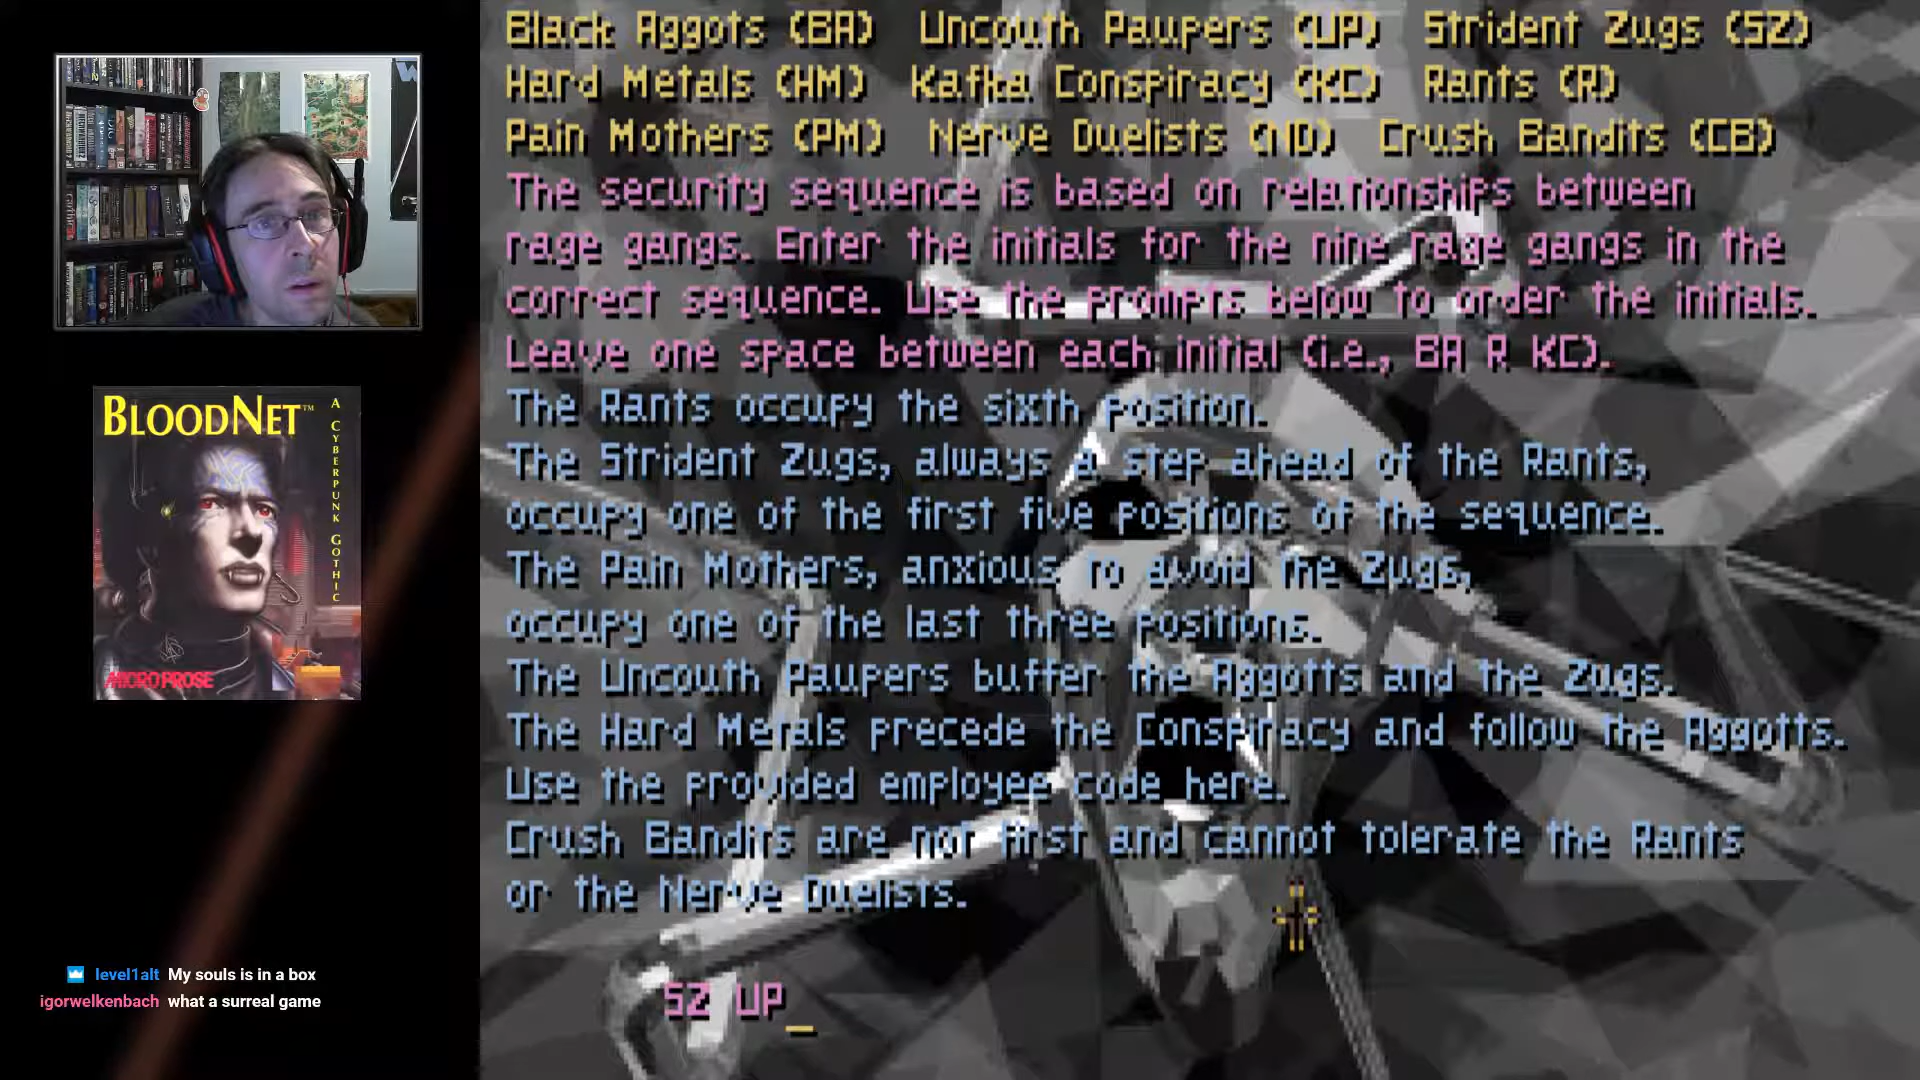 Black Aggots (BA) Uncouth Paupers (UP) Strident Zugs (SZ)
Hard Metals (HM) Kafka Conspiracy (KC) Rants (R)
Pain Mothers (PM) Nerve Duelists (ND) Crush Bandits (CB)
The security sequence is based on relationships between
rage gangs. Enter the initials for the nine rage gangs in the
correct sequence. Use the prompts below to order the initials.
Leave one space between each initial (i.e., BA R KC).
The Rants occupy the sixth position.
The Strident Zugs, always a step ahead of the Rants,
occupy one of the first five positions of the sequence.
The Pain Mothers, anxious to avoid the Zugs,
occupy one of the last three positions.
The Uncouth Paupers buffer the Aggotts and the Zugs.
The Hard Metals precede the Conspiracy and follow the Aggotts.
Use the provided employee code here.
Crush Bandits are not first and cannot tolerate the Rants
or the Nerve Duelists.
SZ UP_
BLOODNET™
A CYBERPUNK GOTHIC
MICROPROSE
level1alt My souls is in a box
igorwelkenbach what a surreal game